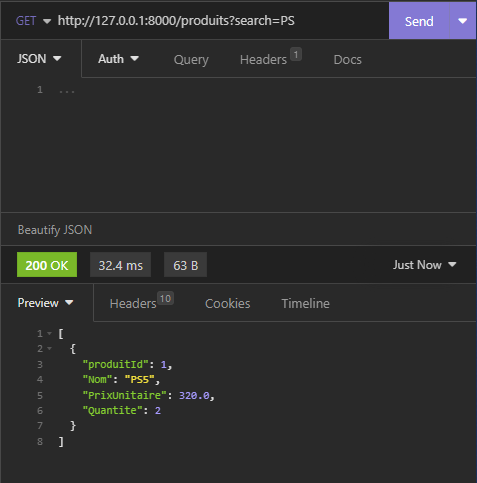 GET http://127.0.0.1:8000/produits?search=PS Send
JSON Auth Query Headers 1 Docs
1 ...
Beautify JSON
200 OK 32.4 ms 63 B Just Now
Preview Headers 10 Cookies Timeline
1 [
2 {
3 "produitId": 1,
4 "Nom": "PS5",
5 "PrixUnitaire": 320.0,
6 "Quantite": 2
7 }
8 ]